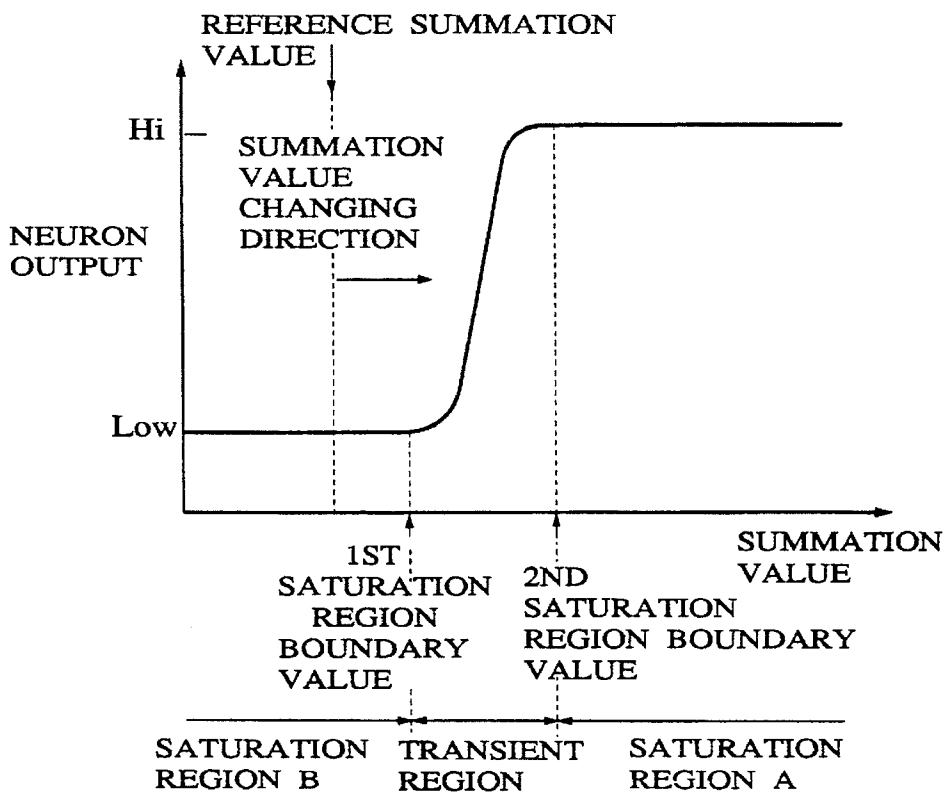 REFERENCE SUMMATION
VALUE
Hi
SUMMATION
VALUE
CHANGING
DIRECTION
NEURON
OUTPUT
Low
SUMMATION
VALUE
1ST
SATURATION
REGION
BOUNDARY
VALUE
2ND
SATURATION
REGION BOUNDARY
VALUE
SATURATION
REGION B
TRANSIENT
REGION
SATURATION
REGION A